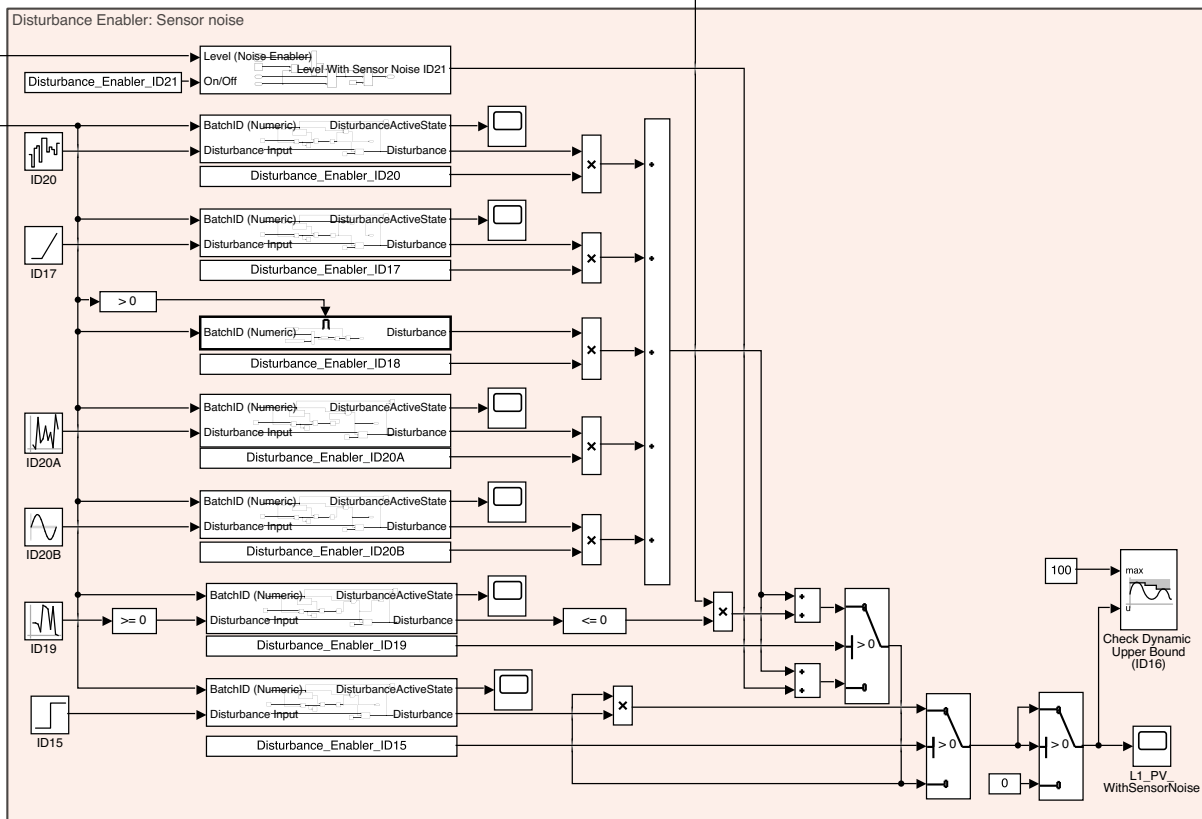 Disturbance Enabler: Sensor noise
Level (Noise Enabler)
Level With Sensor Noise ID21
Disturbance_Enabler_ID21
On/Off
BatchID (Numeric)
DisturbanceActiveState
Disturbance Input
Disturbance
ID20
Disturbance_Enabler_ID20
×
+
BatchID (Numeric)
DisturbanceActiveState
Disturbance Input
Disturbance
ID17
Disturbance_Enabler_ID17
×
+
> 0
BatchID (Numeric)
Disturbance
Disturbance_Enabler_ID18
×
+
BatchID (Numeric)
DisturbanceActiveState
Disturbance Input
Disturbance
ID20A
Disturbance_Enabler_ID20A
×
+
BatchID (Numeric)
DisturbanceActiveState
Disturbance Input
Disturbance
ID20B
Disturbance_Enabler_ID20B
×
+
BatchID (Numeric)
DisturbanceActiveState
ID19
>= 0
Disturbance Input
Disturbance
<= 0
×
+
+
Disturbance_Enabler_ID19
> 0
+
+
BatchID (Numeric)
DisturbanceActiveState
Disturbance Input
Disturbance
ID15
×
Disturbance_Enabler_ID15
> 0
> 0
0
100
max
u
Check Dynamic
Upper Bound
(ID16)
L1_PV_
WithSensorNoise